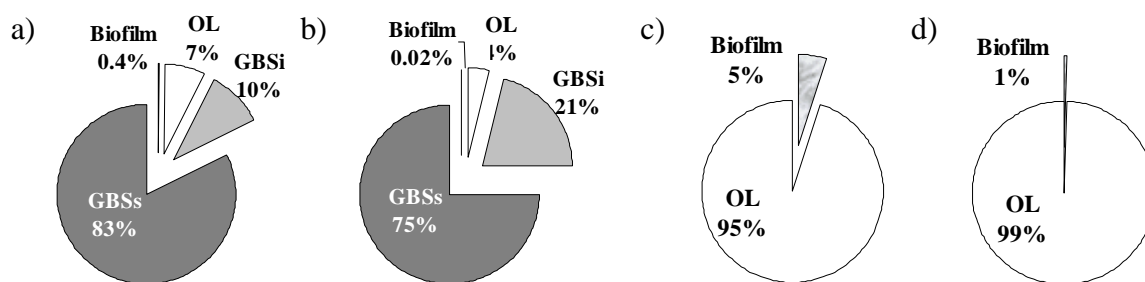 a)
Biofilm
0.4%
OL
7%
GBSi
10%
GBSs
83%
b)
Biofilm
0.02%
OL
4%
GBSi
21%
GBSs
75%
c)
Biofilm
5%
OL
95%
d)
Biofilm
1%
OL
99%